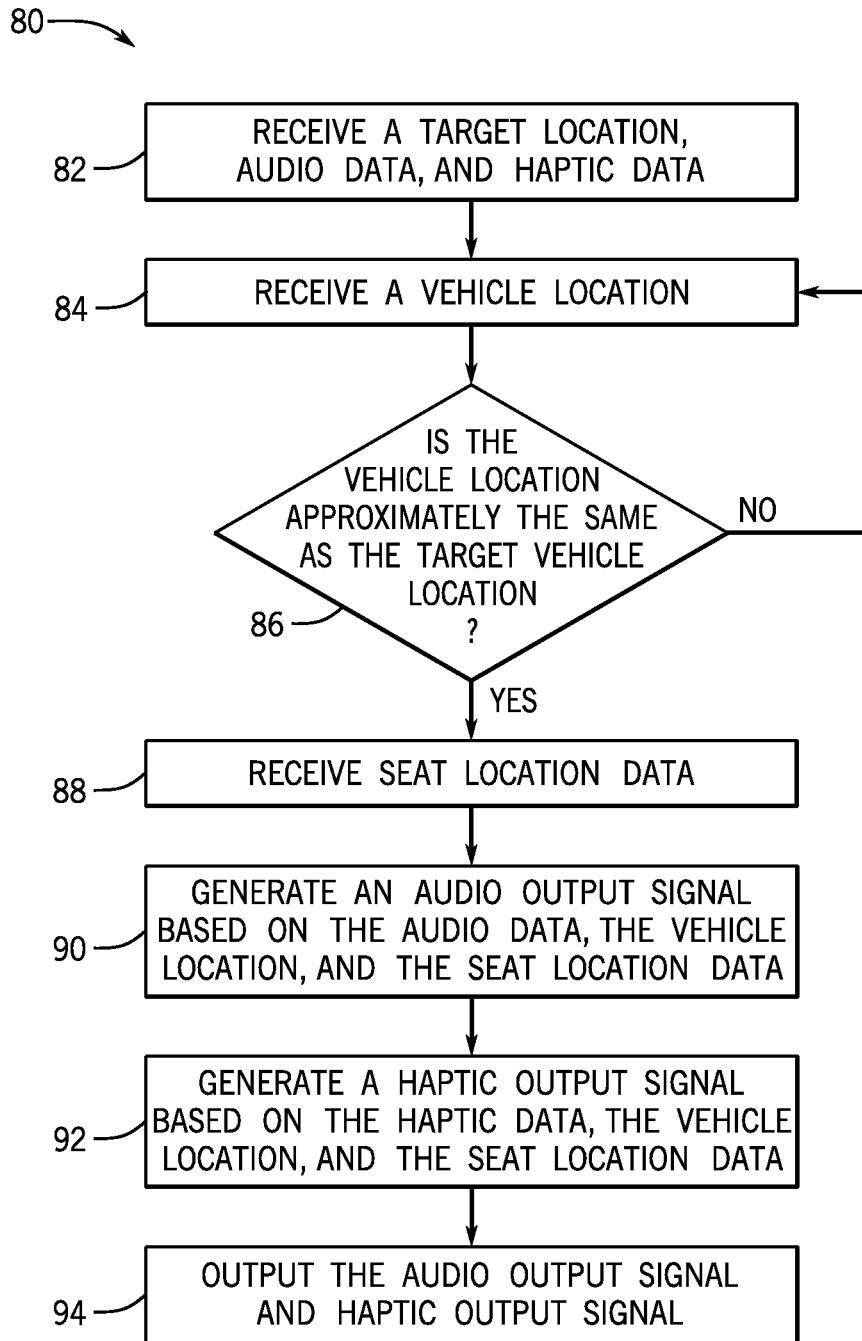 80
RECEIVE A TARGET LOCATION,
AUDIO DATA, AND HAPTIC DATA
82
RECEIVE A VEHICLE LOCATION
84
IS THE
VEHICLE LOCATION
APPROXIMATELY THE SAME
AS THE TARGET VEHICLE
LOCATION
?
NO
86
YES
RECEIVE SEAT LOCATION DATA
88
GENERATE AN AUDIO OUTPUT SIGNAL
BASED ON THE AUDIO DATA, THE VEHICLE
LOCATION, AND THE SEAT LOCATION DATA
90
GENERATE A HAPTIC OUTPUT SIGNAL
BASED ON THE HAPTIC DATA, THE VEHICLE
LOCATION, AND THE SEAT LOCATION DATA
92
OUTPUT THE AUDIO OUTPUT SIGNAL
AND HAPTIC OUTPUT SIGNAL
94